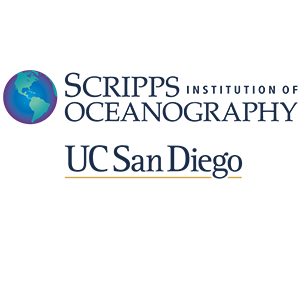 SCRIPPS INSTITUTION OF
OCEANOGRAPHY
UC San Diego